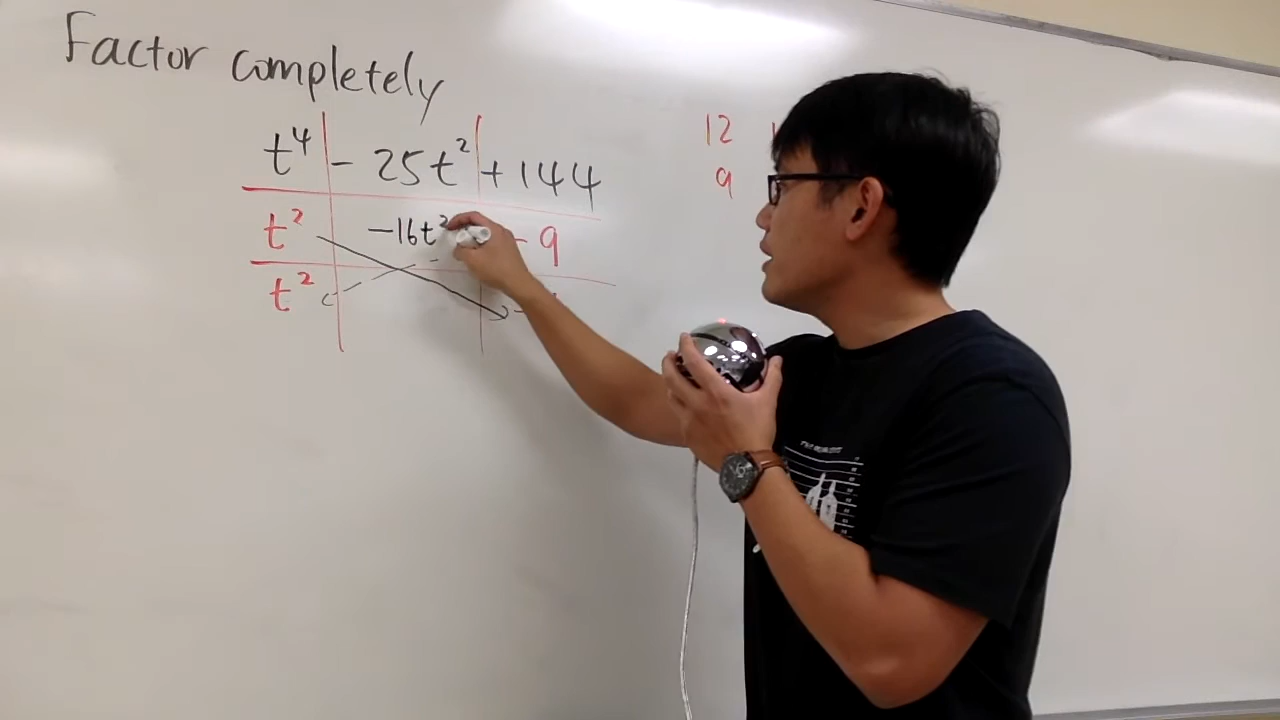 Factor completely
t⁴ - 25t² + 144
12
9
t² -16t² - 9
t²